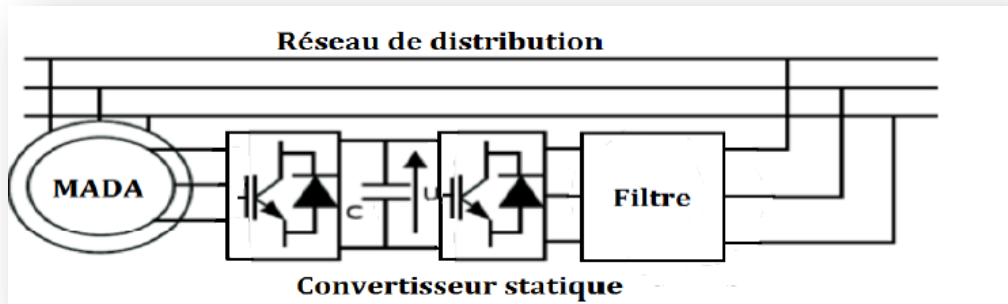 Réseau de distribution
MADA
C
U
Filtre
Convertisseur statique